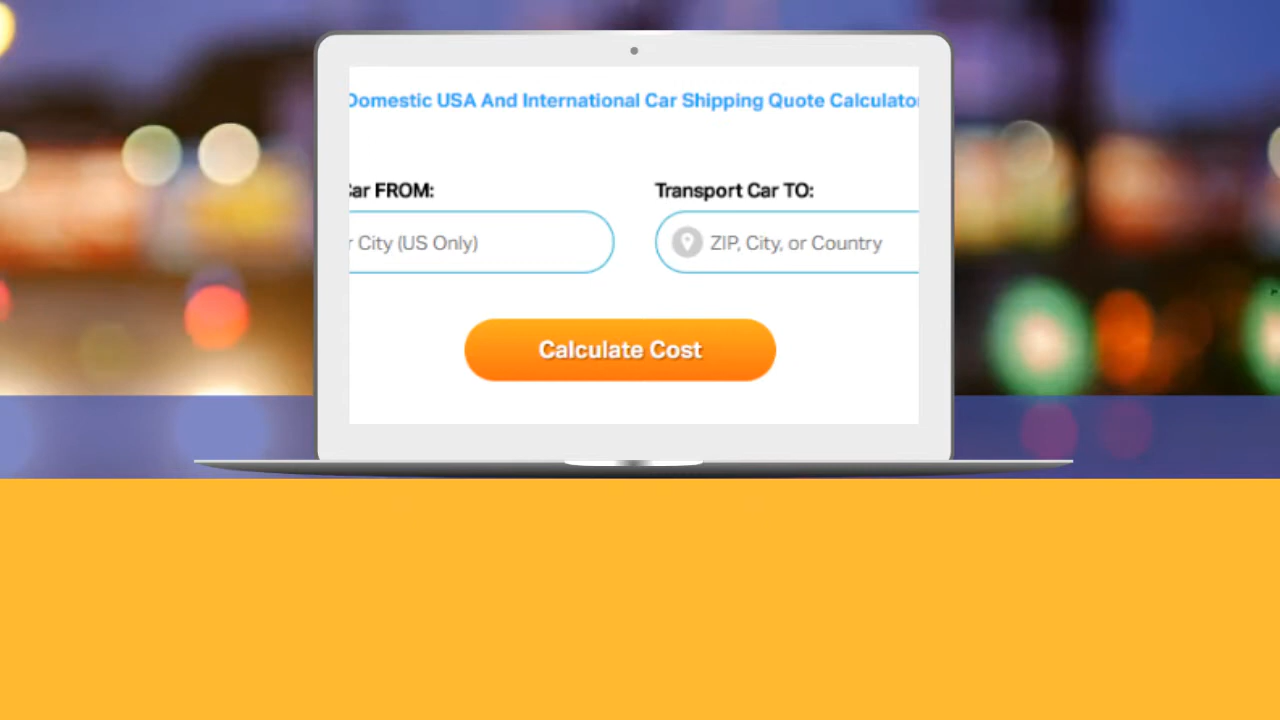 Domestic USA And International Car Shipping Quote Calculator
Car FROM:
Transport Car TO:
r City (US Only)
ZIP, City, or Country
Calculate Cost